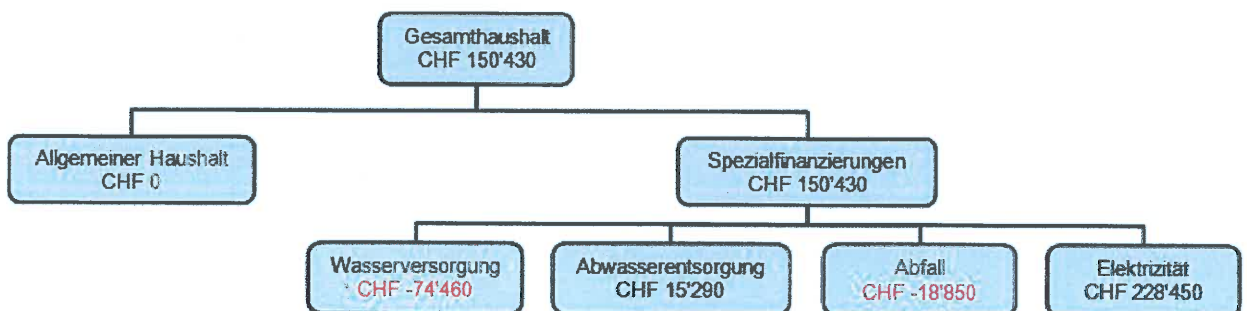 Gesamthaushalt
CHF 150'430
Allgemeiner Haushalt
CHF 0
Spezialfinanzierungen
CHF 150'430
Wasserversorgung
CHF -74'460
Abwasserentsorgung
CHF 15'290
Abfall
CHF -18'850
Elektrizität
CHF 228'450